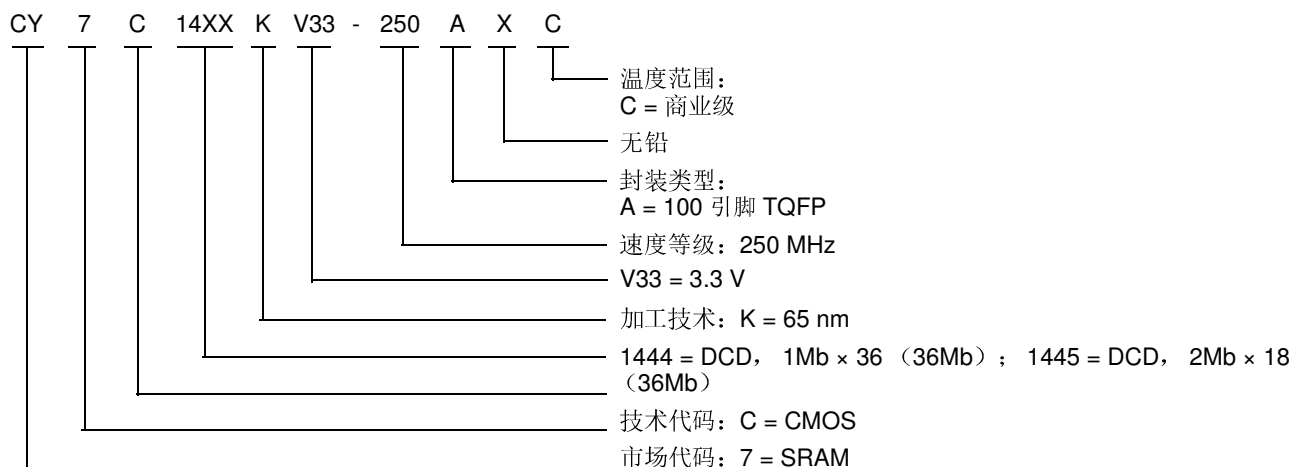 CY 7 C 14XX K V33 - 250 A X C
温度范围：
C = 商业级
无铅
封装类型：
A = 100 引脚 TQFP
速度等级：250 MHz
V33 = 3.3 V
加工技术：K = 65 nm
1444 = DCD， 1Mb × 36 （36Mb）； 1445 = DCD， 2Mb × 18
（36Mb）
技术代码：C = CMOS
市场代码：7 = SRAM